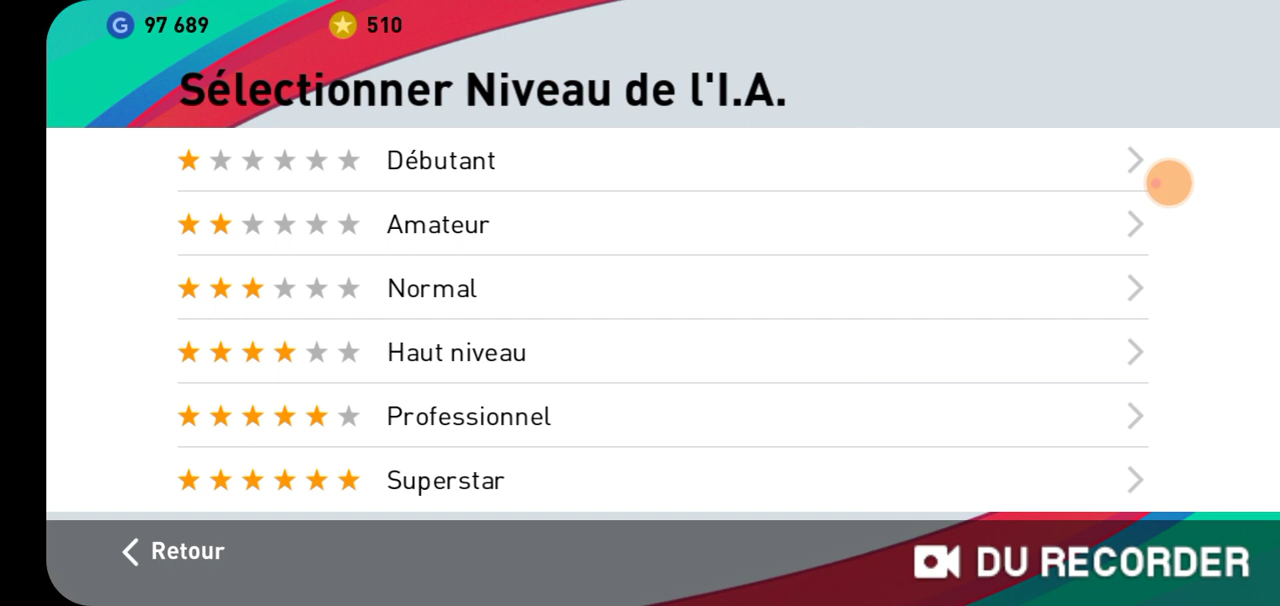 G 97 689 510
Sélectionner Niveau de l'I.A.
Débutant
Amateur
Normal
Haut niveau
Professionnel
Superstar
Retour
DU RECORDER